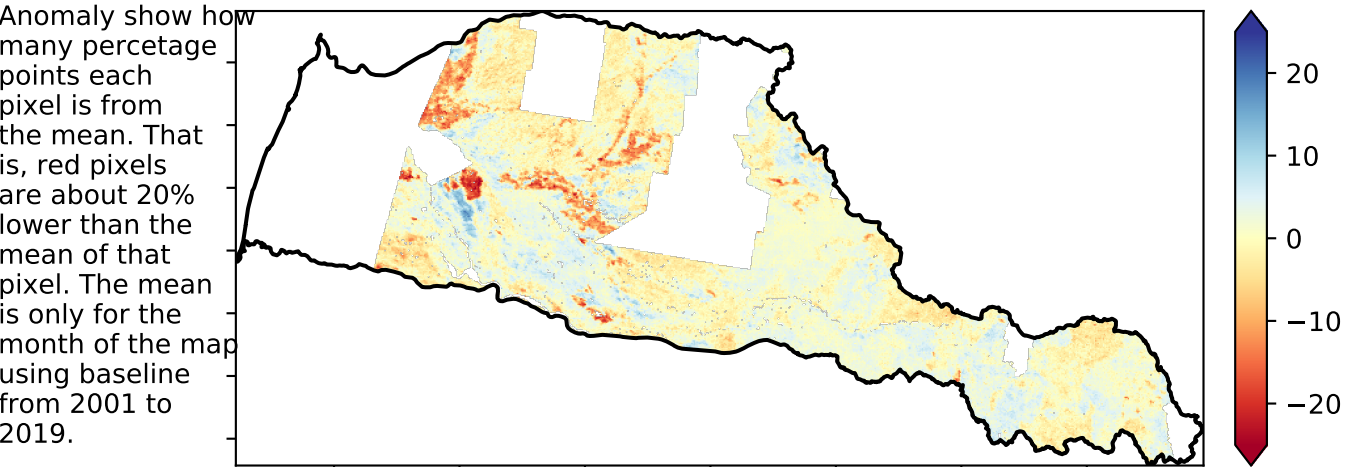 Anomaly show how
many percetage
points each
pixel is from
the mean. That
is, red pixels
are about 20%
lower than the
mean of that
pixel. The mean
is only for the
month of the map
using baseline
from 2001 to
2019.
20
10
0
−10
−20